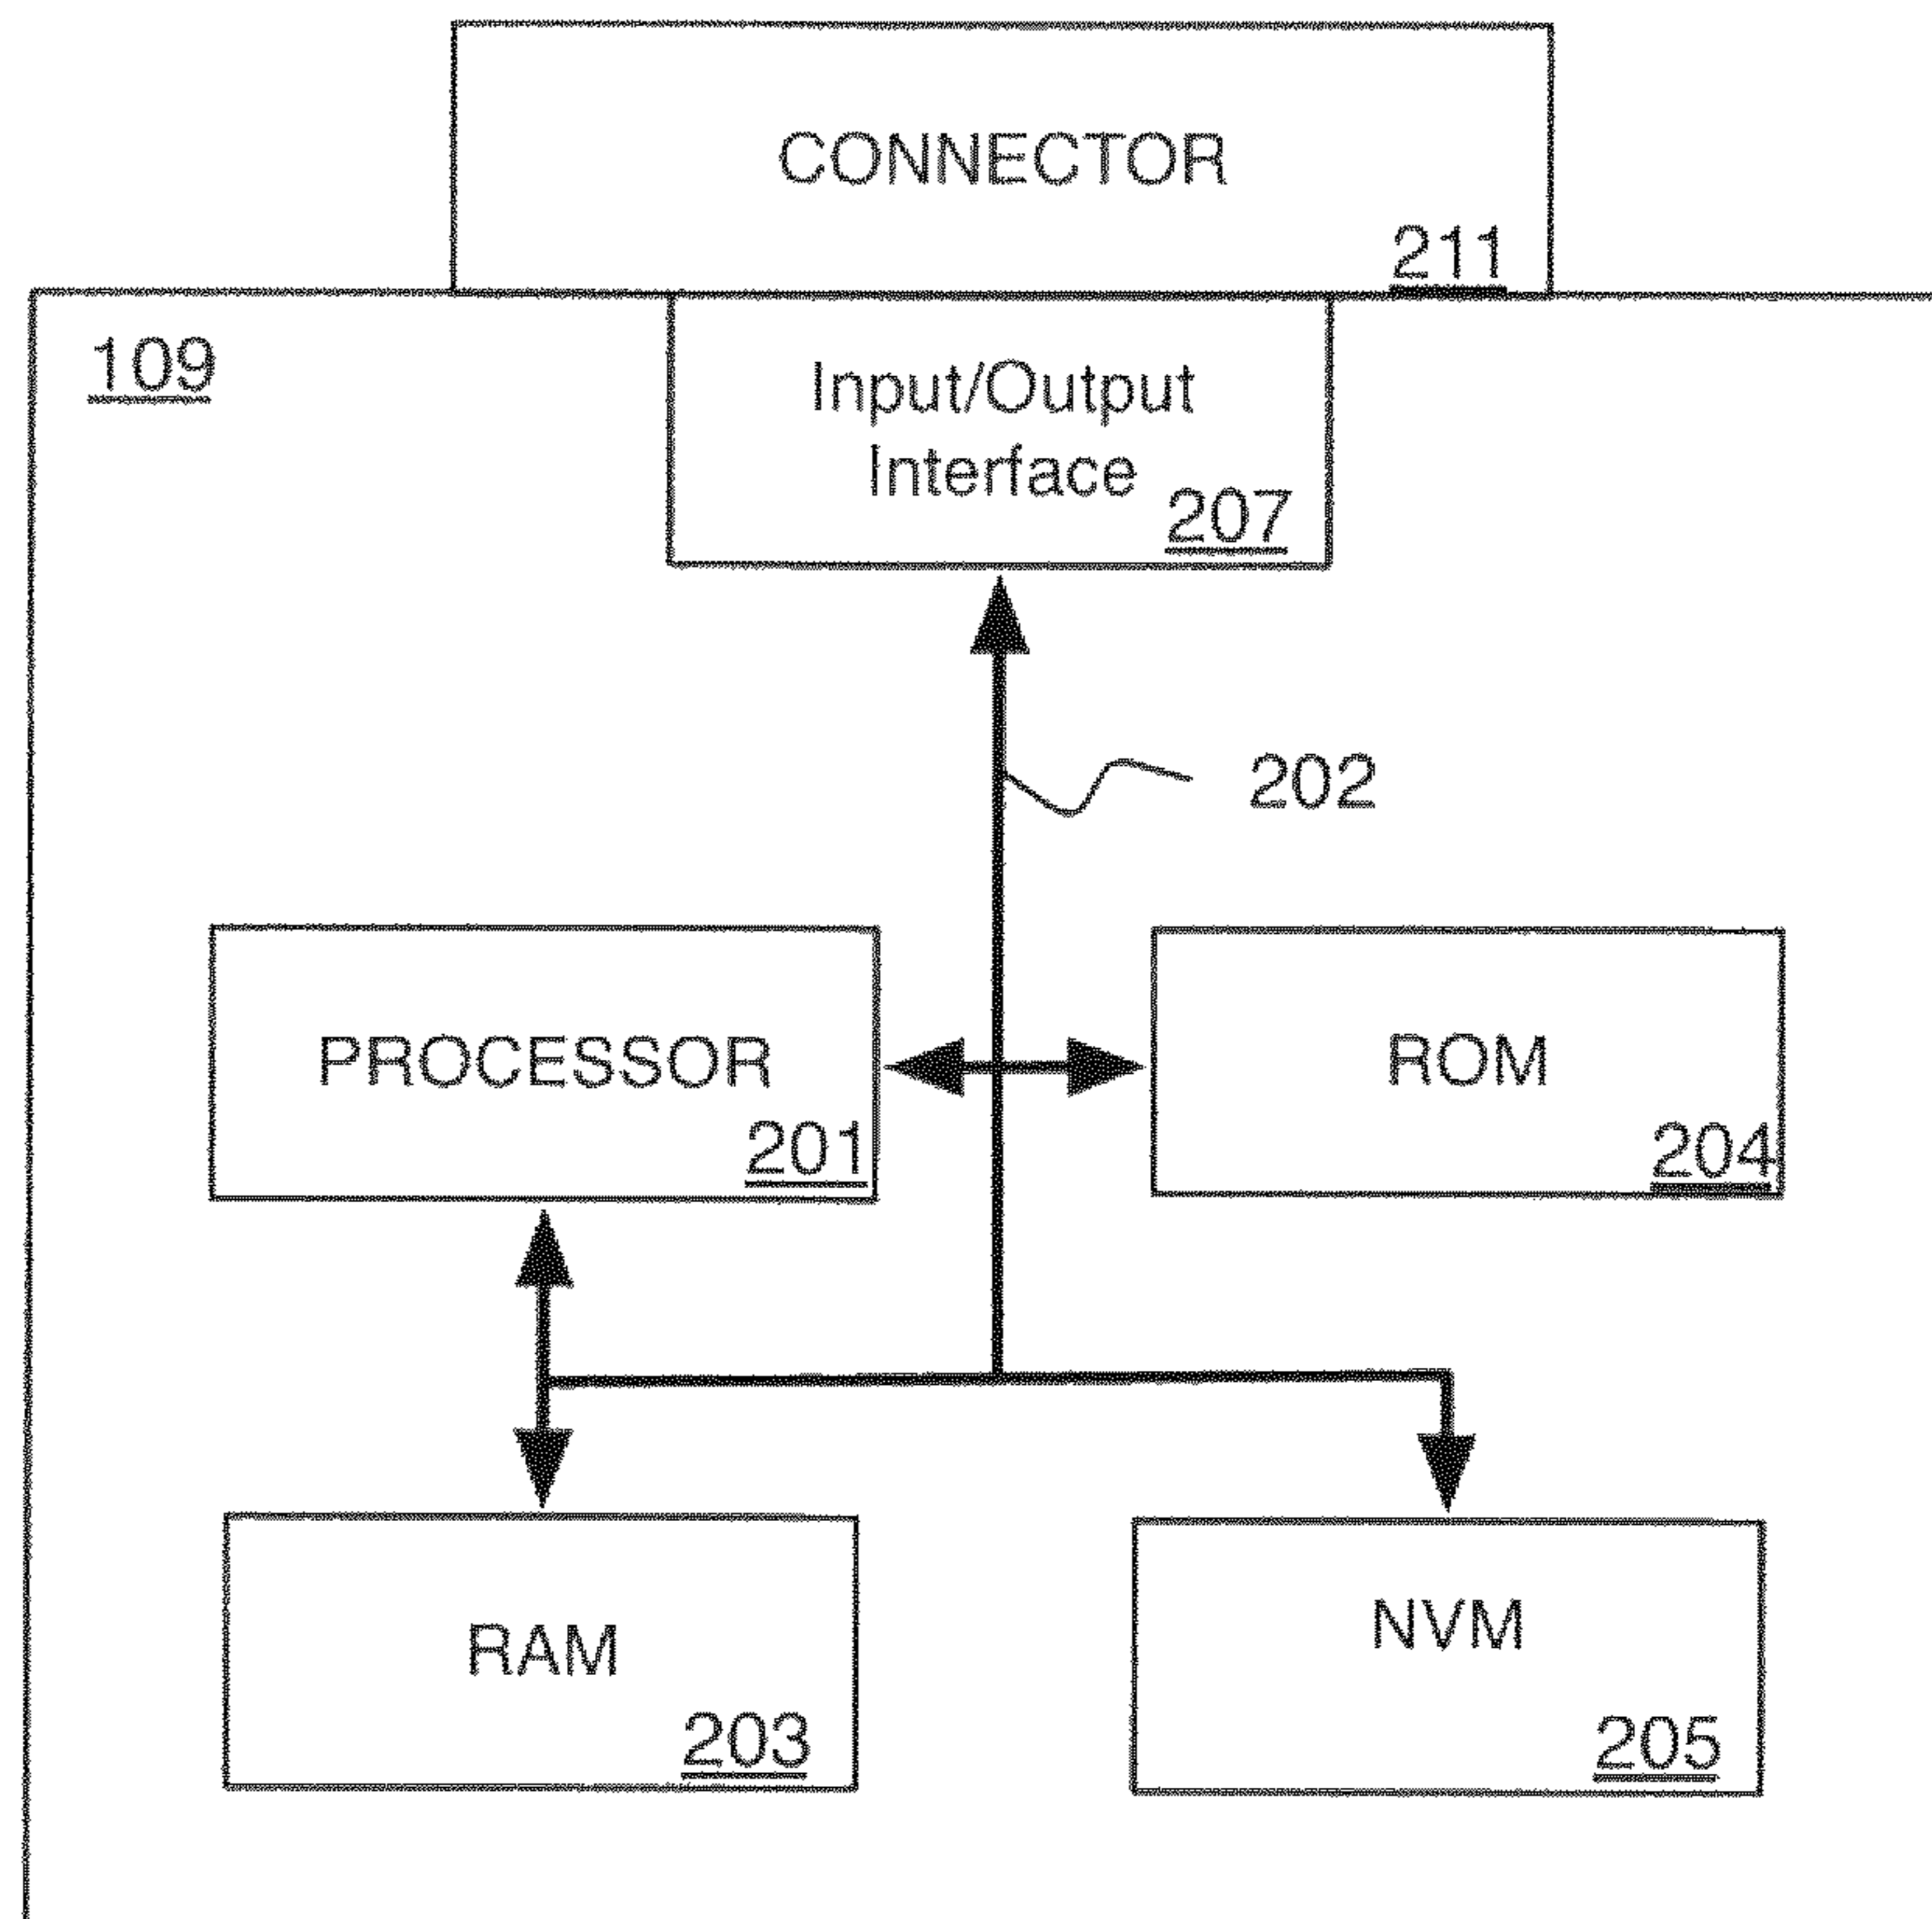 CONNECTOR
211
109
Input/Output
Interface
207
202
PROCESSOR
201
ROM
204
RAM
203
NVM
205